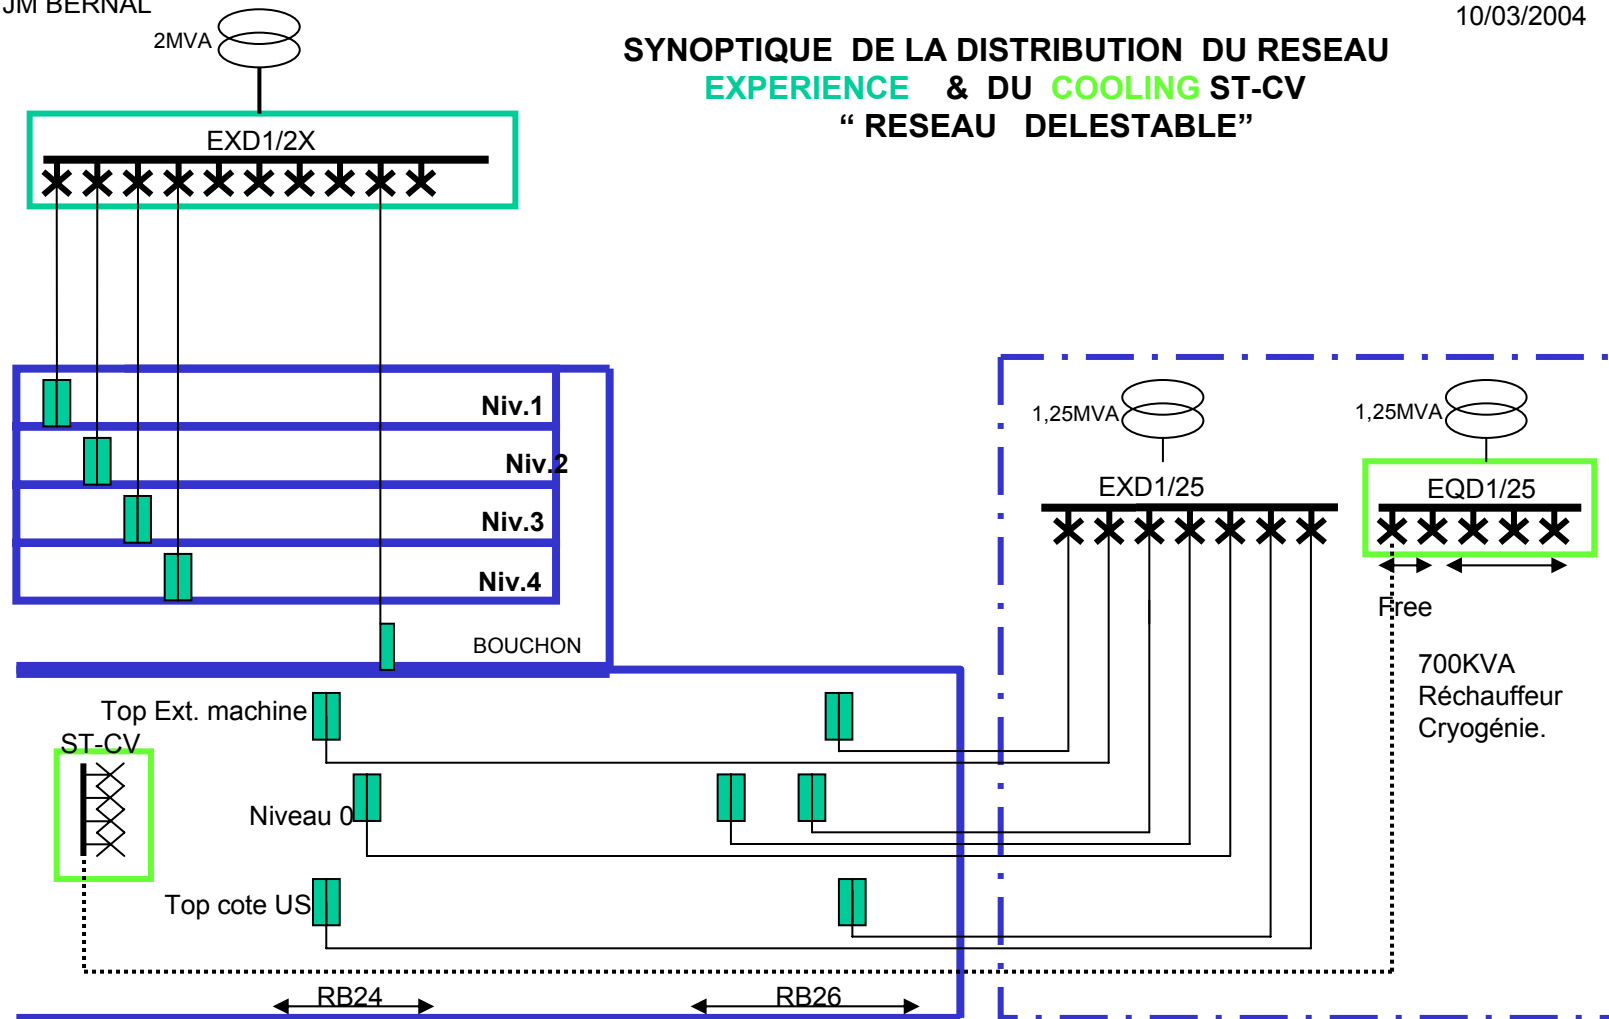 JM BERNAL
10/03/2004
2MVA
SYNOPTIQUE DE LA DISTRIBUTION DU RESEAU
EXPERIENCE & DU COOLING ST-CV
“ RESEAU DELESTABLE”
EXD1/2X
Niv.1
Niv.2
Niv.3
Niv.4
BOUCHON
1,25MVA
1,25MVA
EXD1/25
EQD1/25
Free
700KVA
Réchauffeur
Cryogénie.
Top Ext. machine
ST-CV
Niveau 0
Top cote US
RB24
RB26